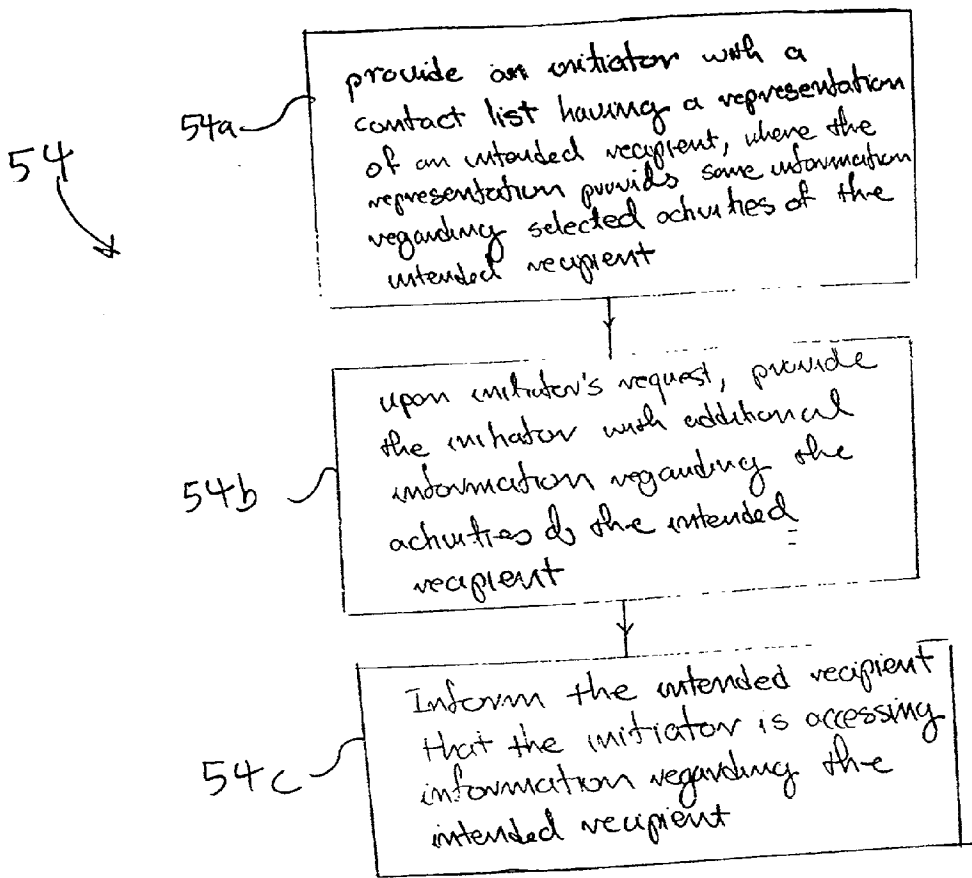 54
54a
provide an initiator with a
contact list having a representation
of an intended recipient, where the
representation provids some information
regarding selected activities of the
intended recipient
54b
upon initiator's request, provide
the initiator with additional
information regarding the
activities of the intended
recipient
54c
Inform the intended recipient
that the initiator is accessing
information regarding the
intended recipient